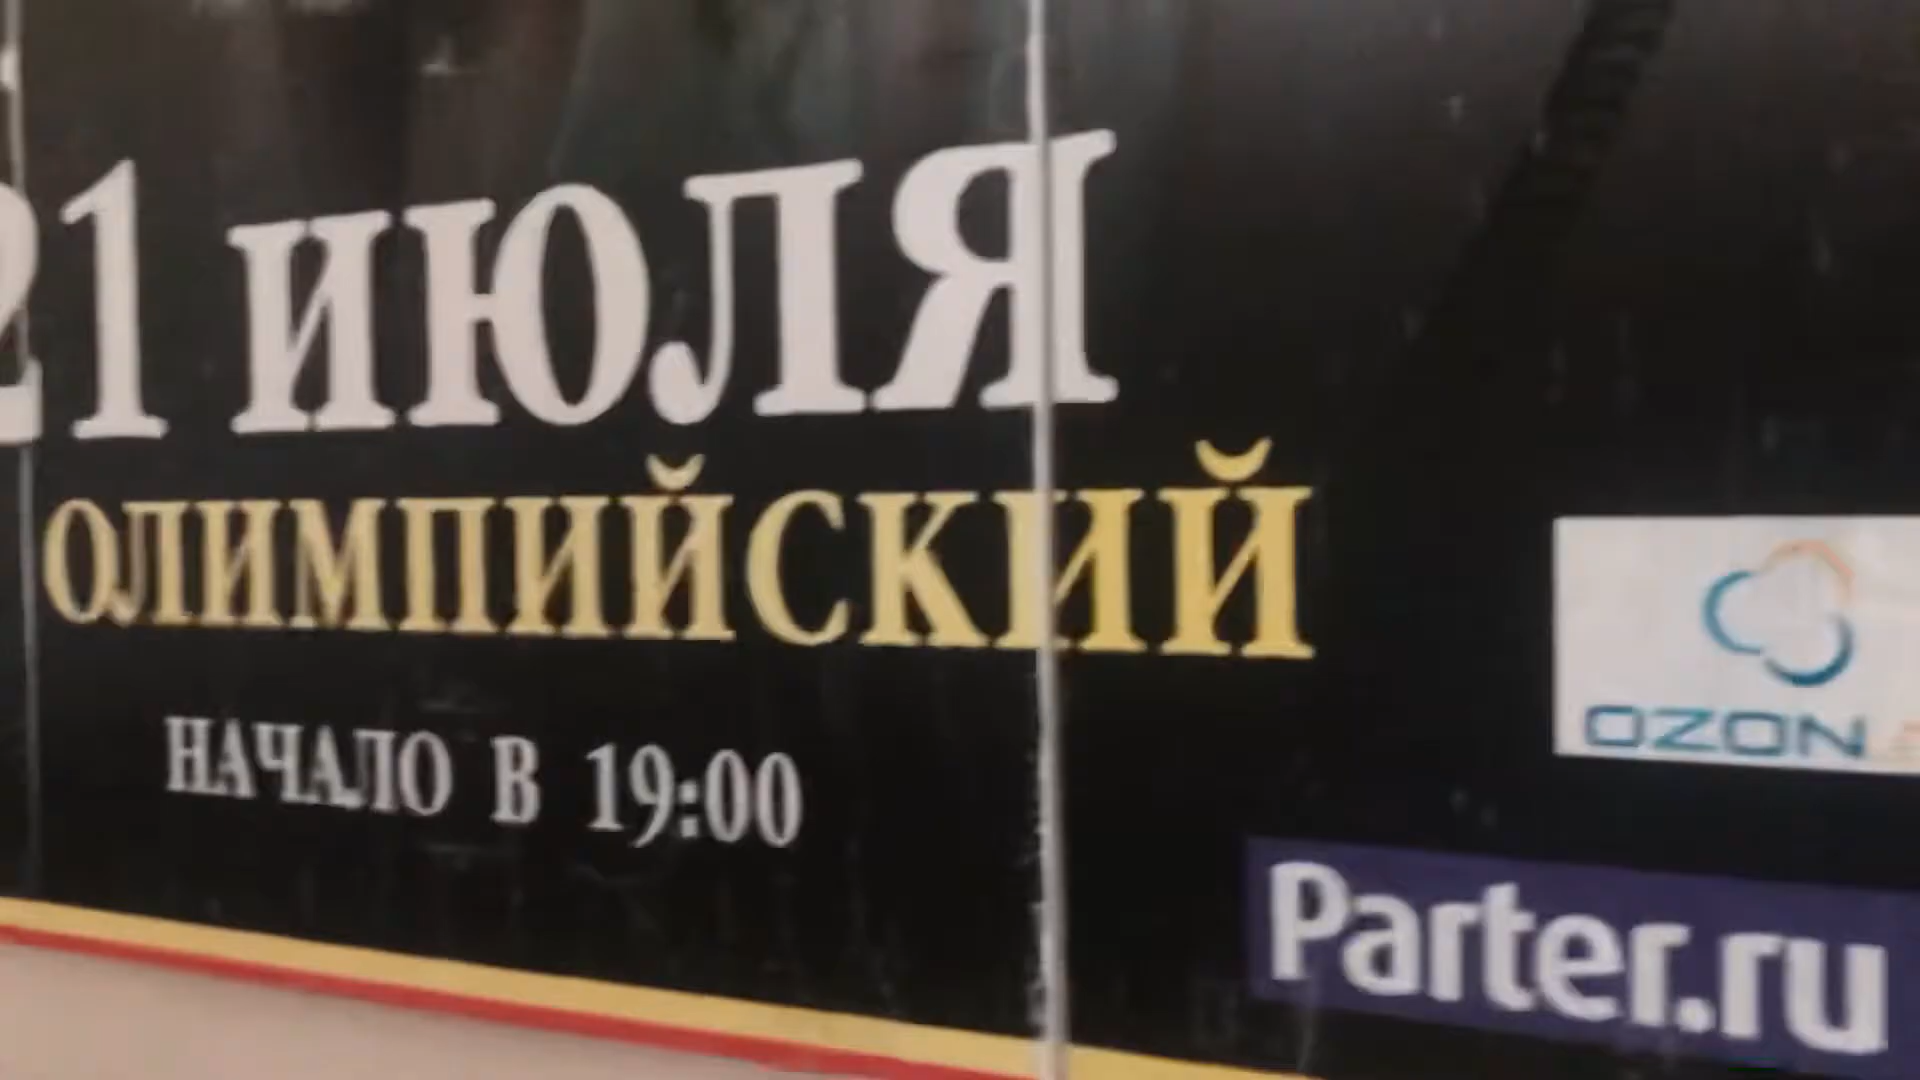 21 ИЮЛЯ
ОЛИМПИЙСКИЙ
НАЧАЛО В 19:00
OZON
Parter.ru